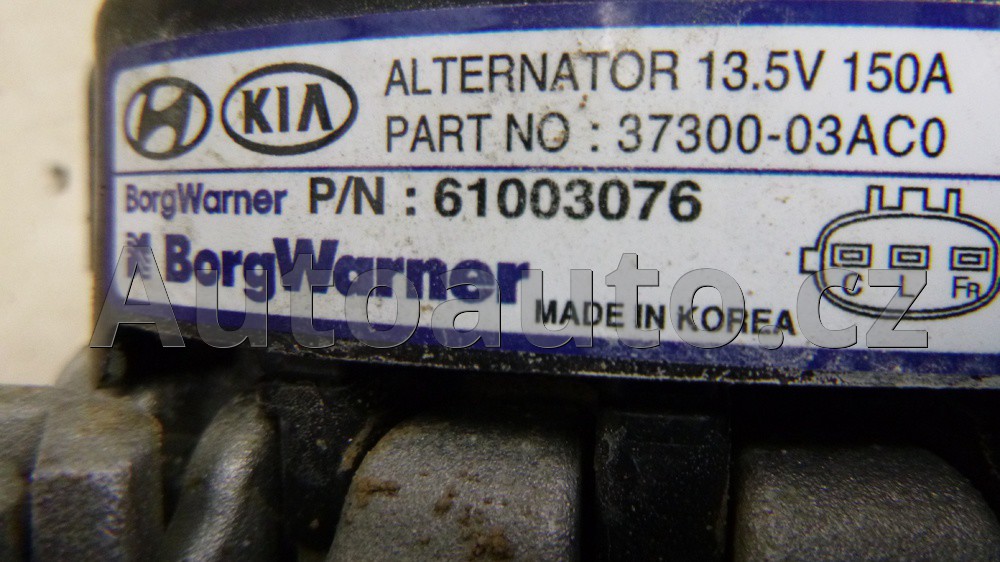 KIA ALTERNATOR 13.5V 150A
PART NO : 37300-03AC0
BorgWarner P/N : 61003076
BorgWarner
MADE IN KOREA
C L FR
Autoauto.cz